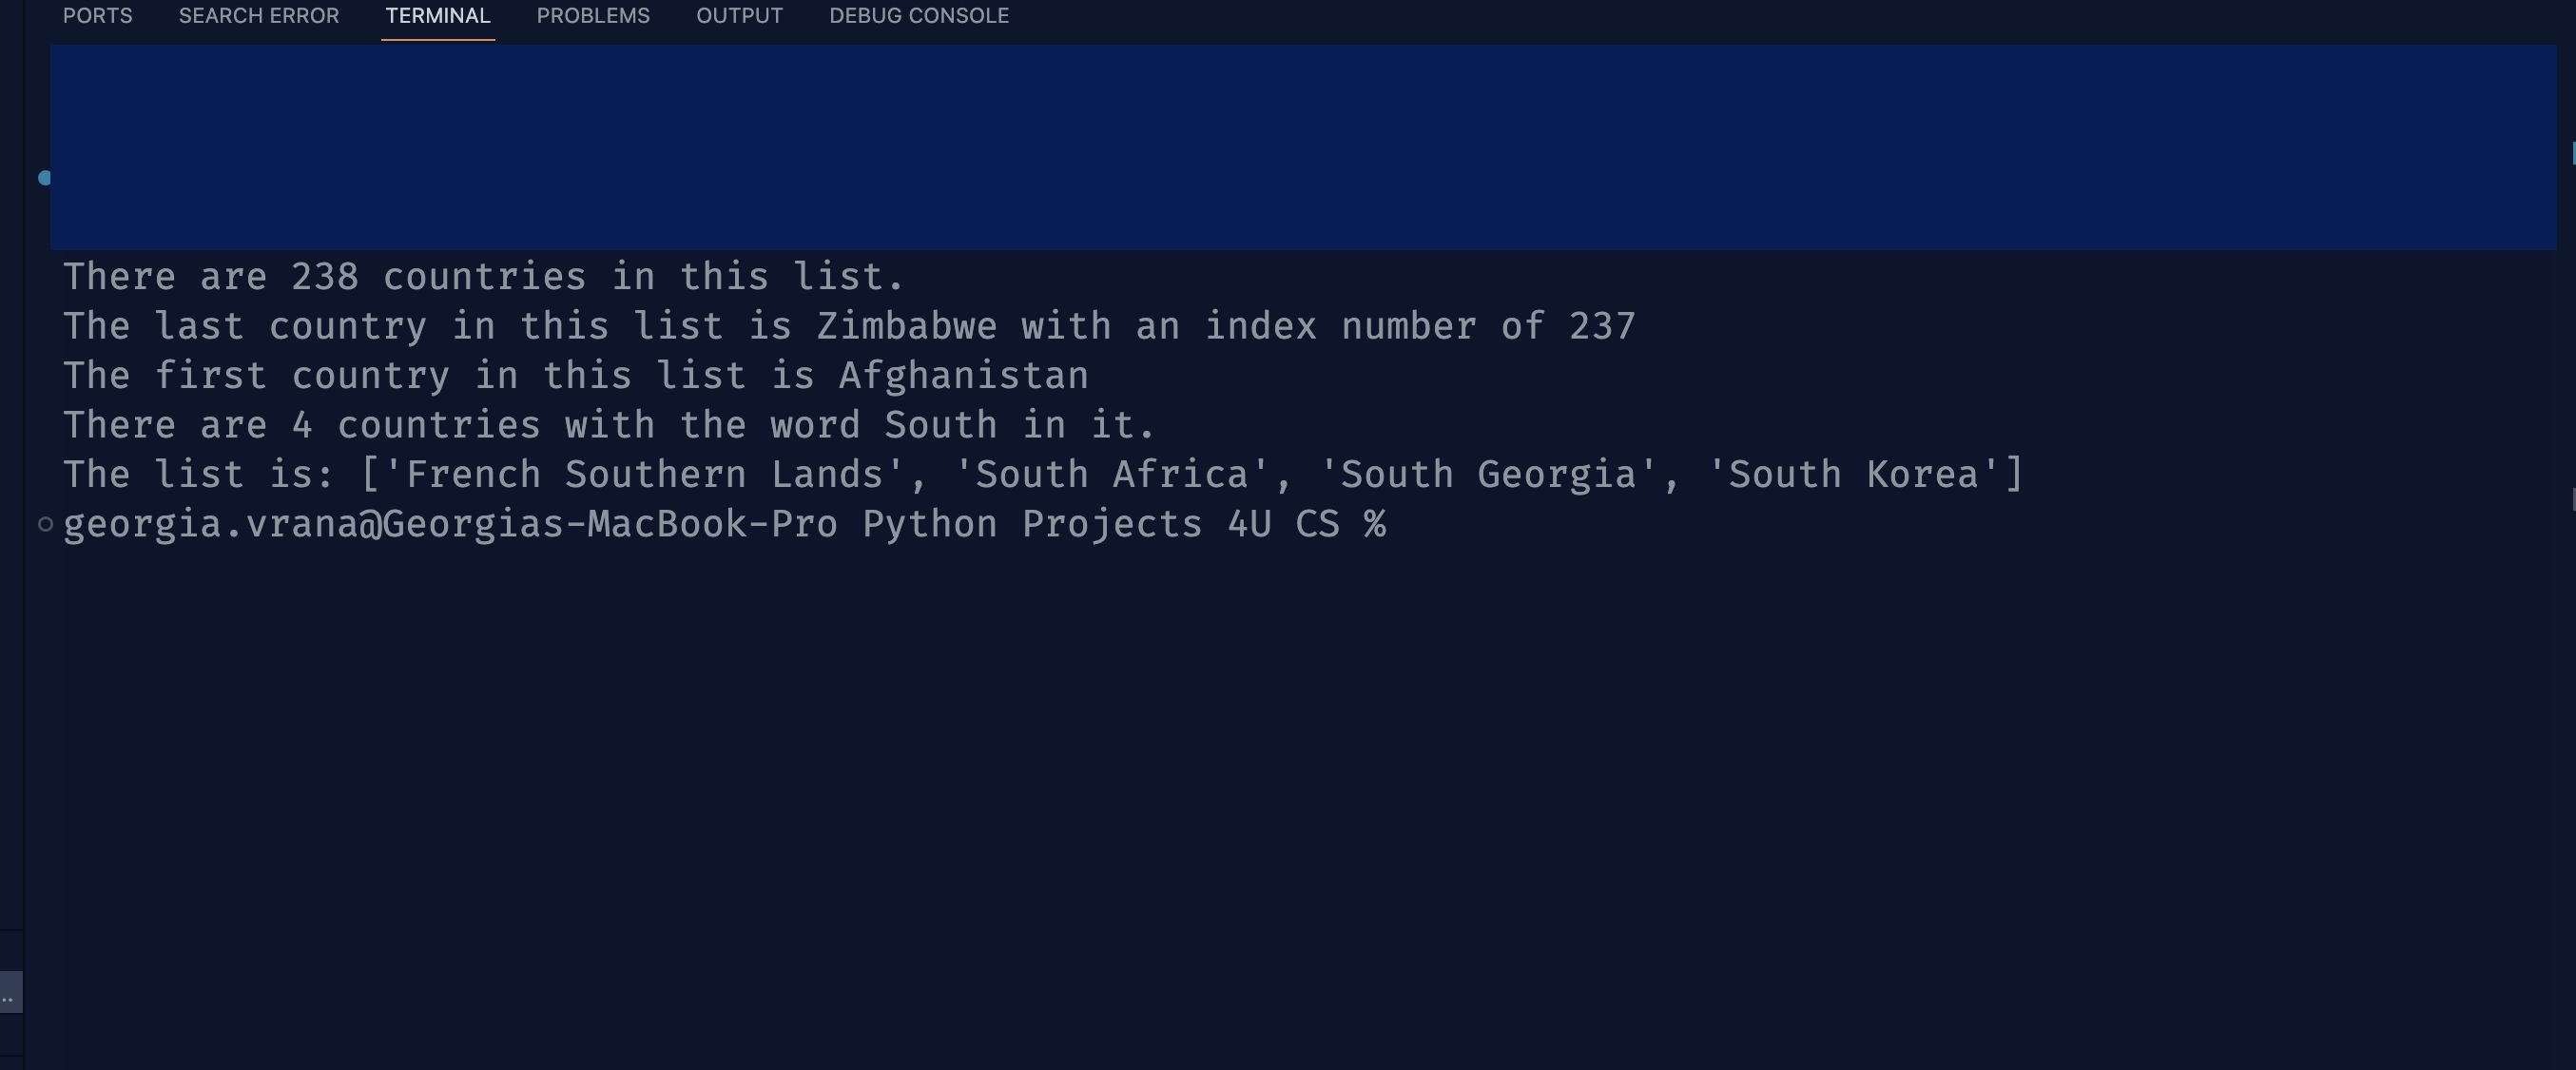 PORTS SEARCH ERROR TERMINAL PROBLEMS OUTPUT DEBUG CONSOLE
There are 238 countries in this list.
The last country in this list is Zimbabwe with an index number of 237
The first country in this list is Afghanistan
There are 4 countries with the word South in it.
The list is: ['French Southern Lands', 'South Africa', 'South Georgia', 'South Korea']
georgia.vrana@Georgias-MacBook-Pro Python Projects 4U CS %
..